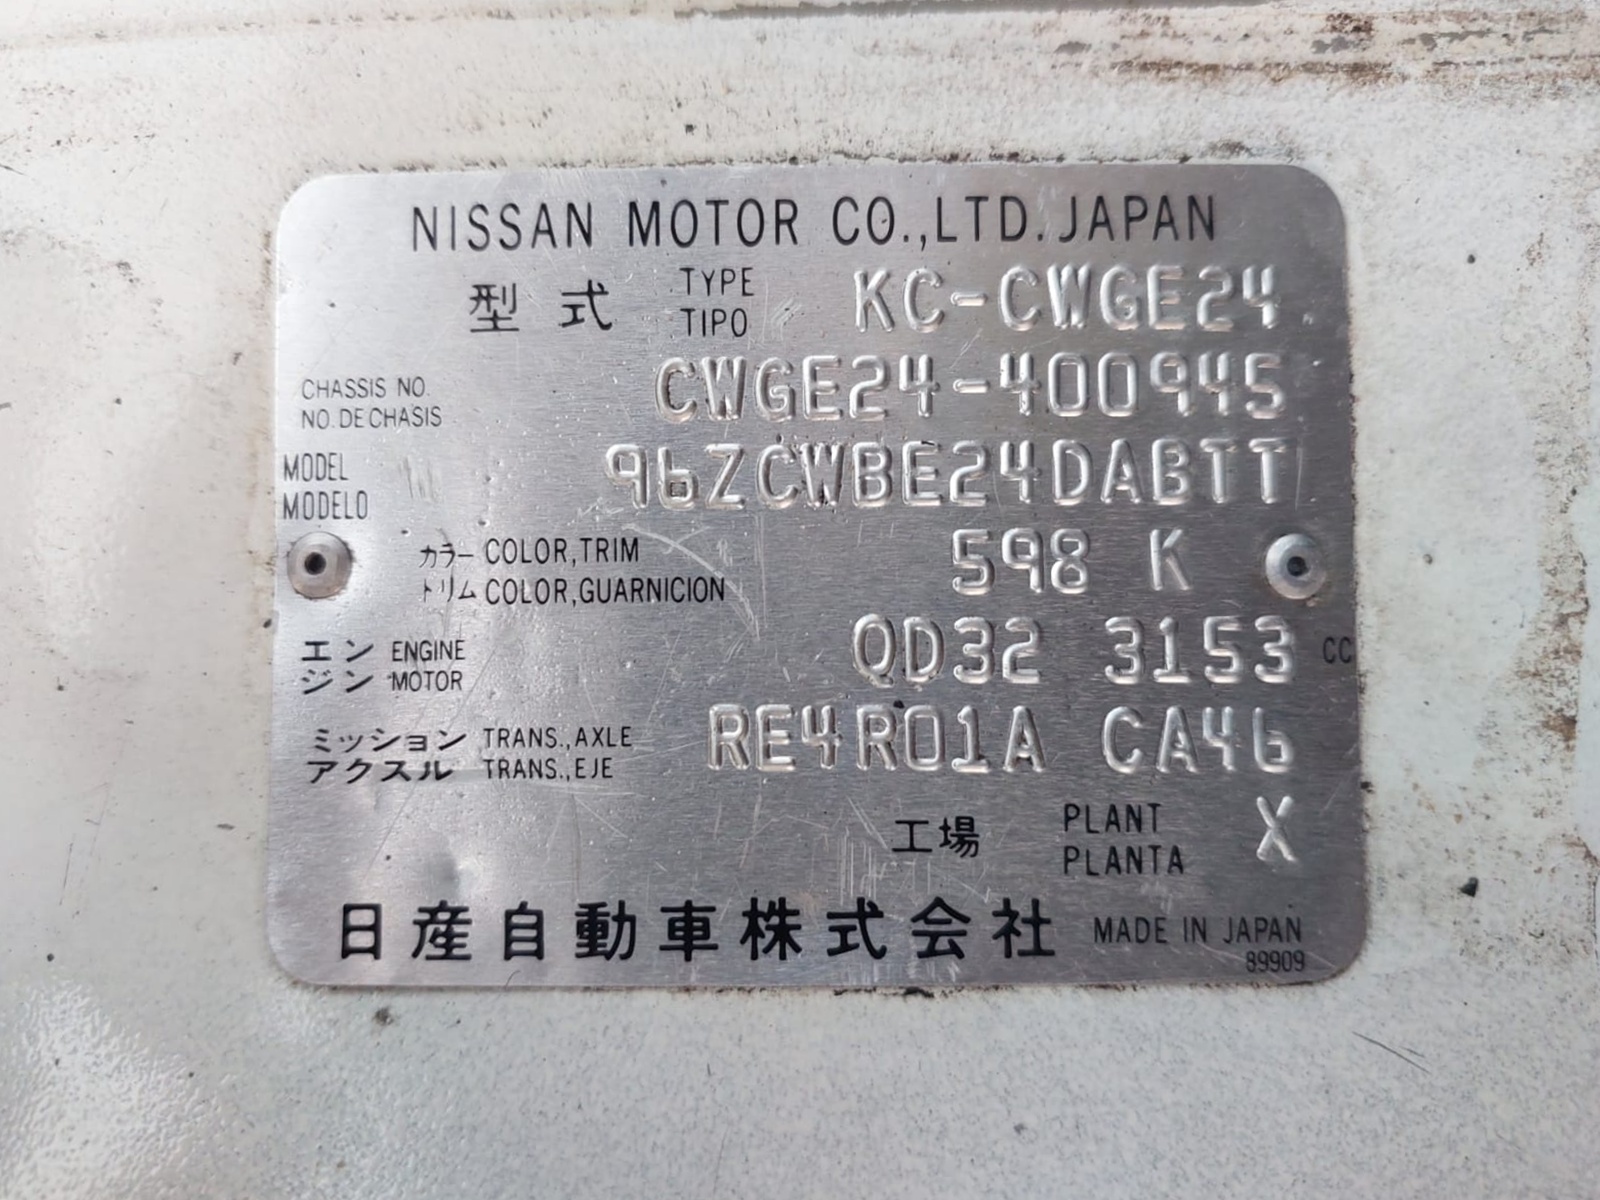 NISSAN MOTOR CO.,LTD.JAPAN
型式 TYPE KC-CWGE24
TIPO
CHASSIS NO. CWGE24-400945
NO.DE CHASIS
MODEL 96ZCWBE24DABTT
MODELO
カラー COLOR,TRIM 598 K
トリム COLOR,GUARNICION
エン ENGINE QD32 3153 CC
ジン MOTOR
ミッション TRANS.,AXLE RE4R01A CA46
アクスル TRANS.,EJE
工場 PLANT X
PLANTA
日産自動車株式会社 MADE IN JAPAN
89909